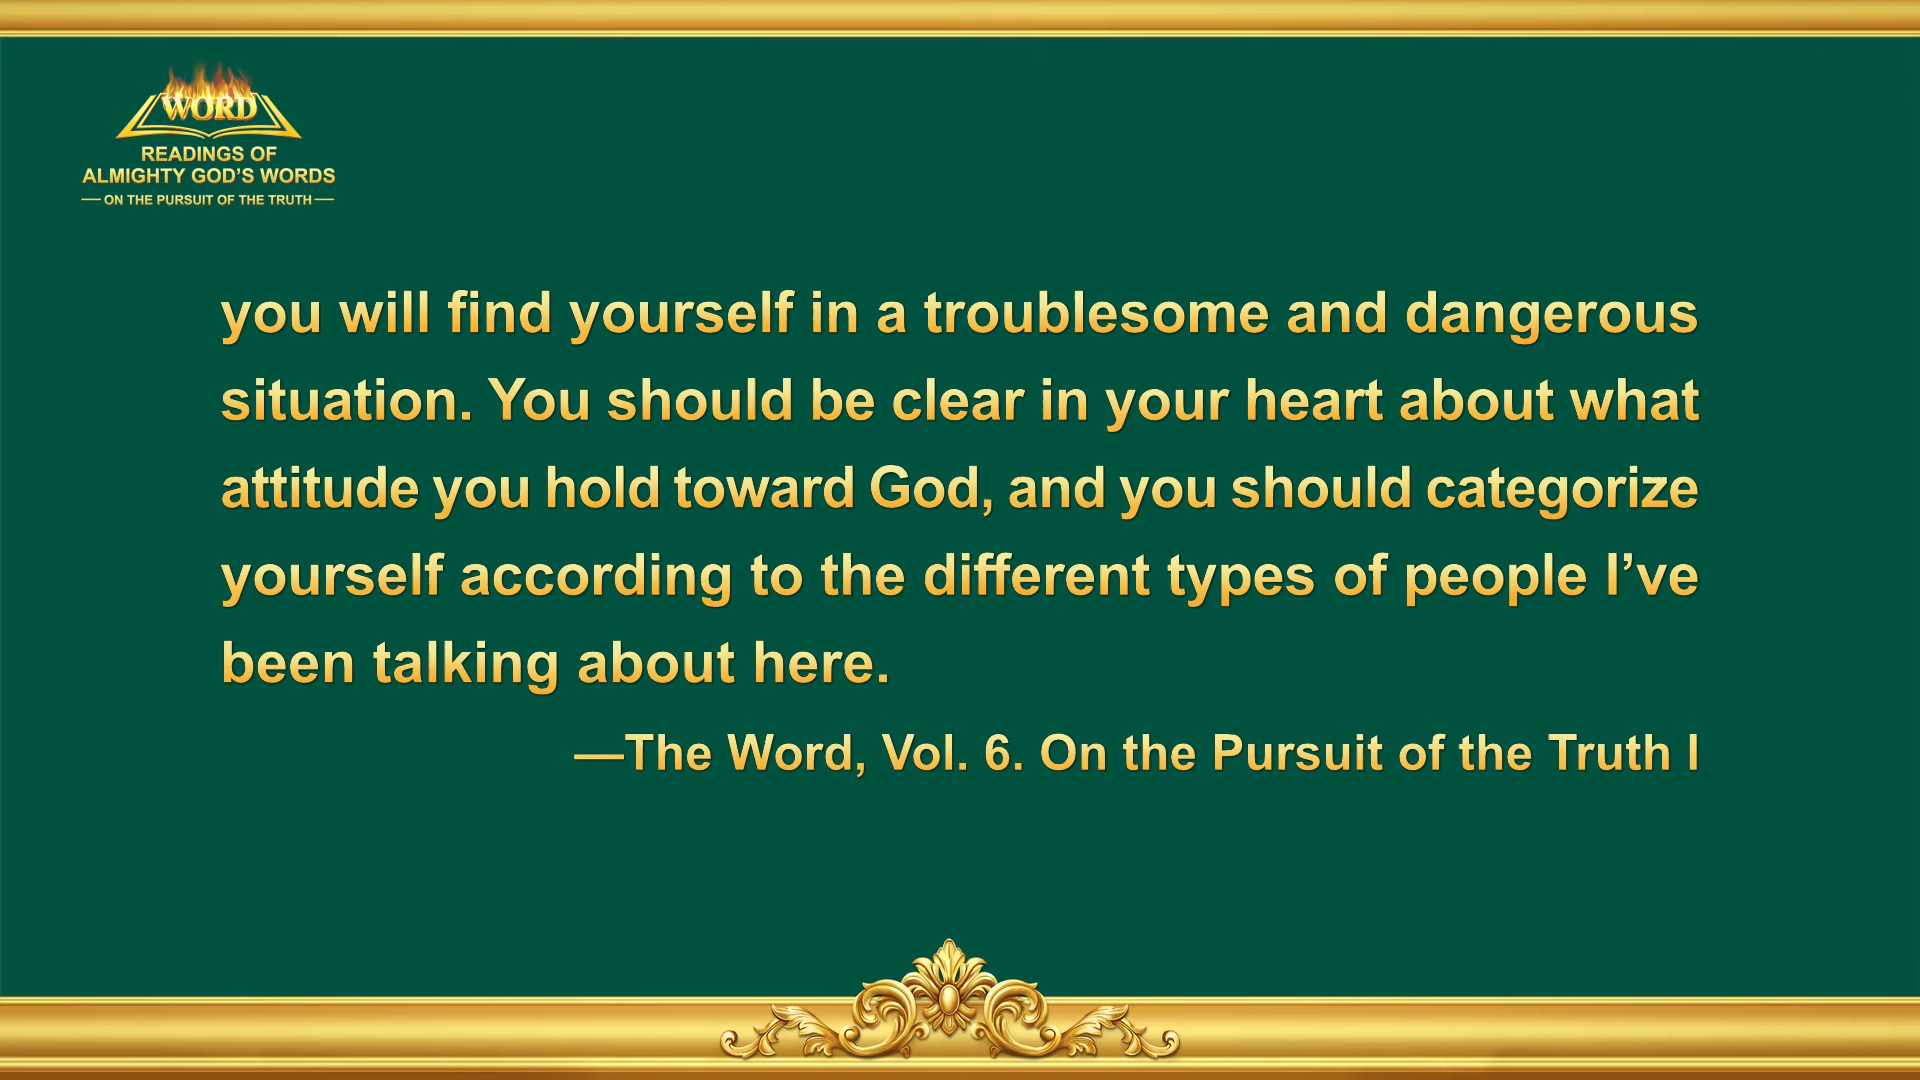 WORD
READINGS OF
ALMIGHTY GOD’S WORDS
— ON THE PURSUIT OF THE TRUTH —
you will find yourself in a troublesome and dangerous
situation. You should be clear in your heart about what
attitude you hold toward God, and you should categorize
yourself according to the different types of people I’ve
been talking about here.
—The Word, Vol. 6. On the Pursuit of the Truth I